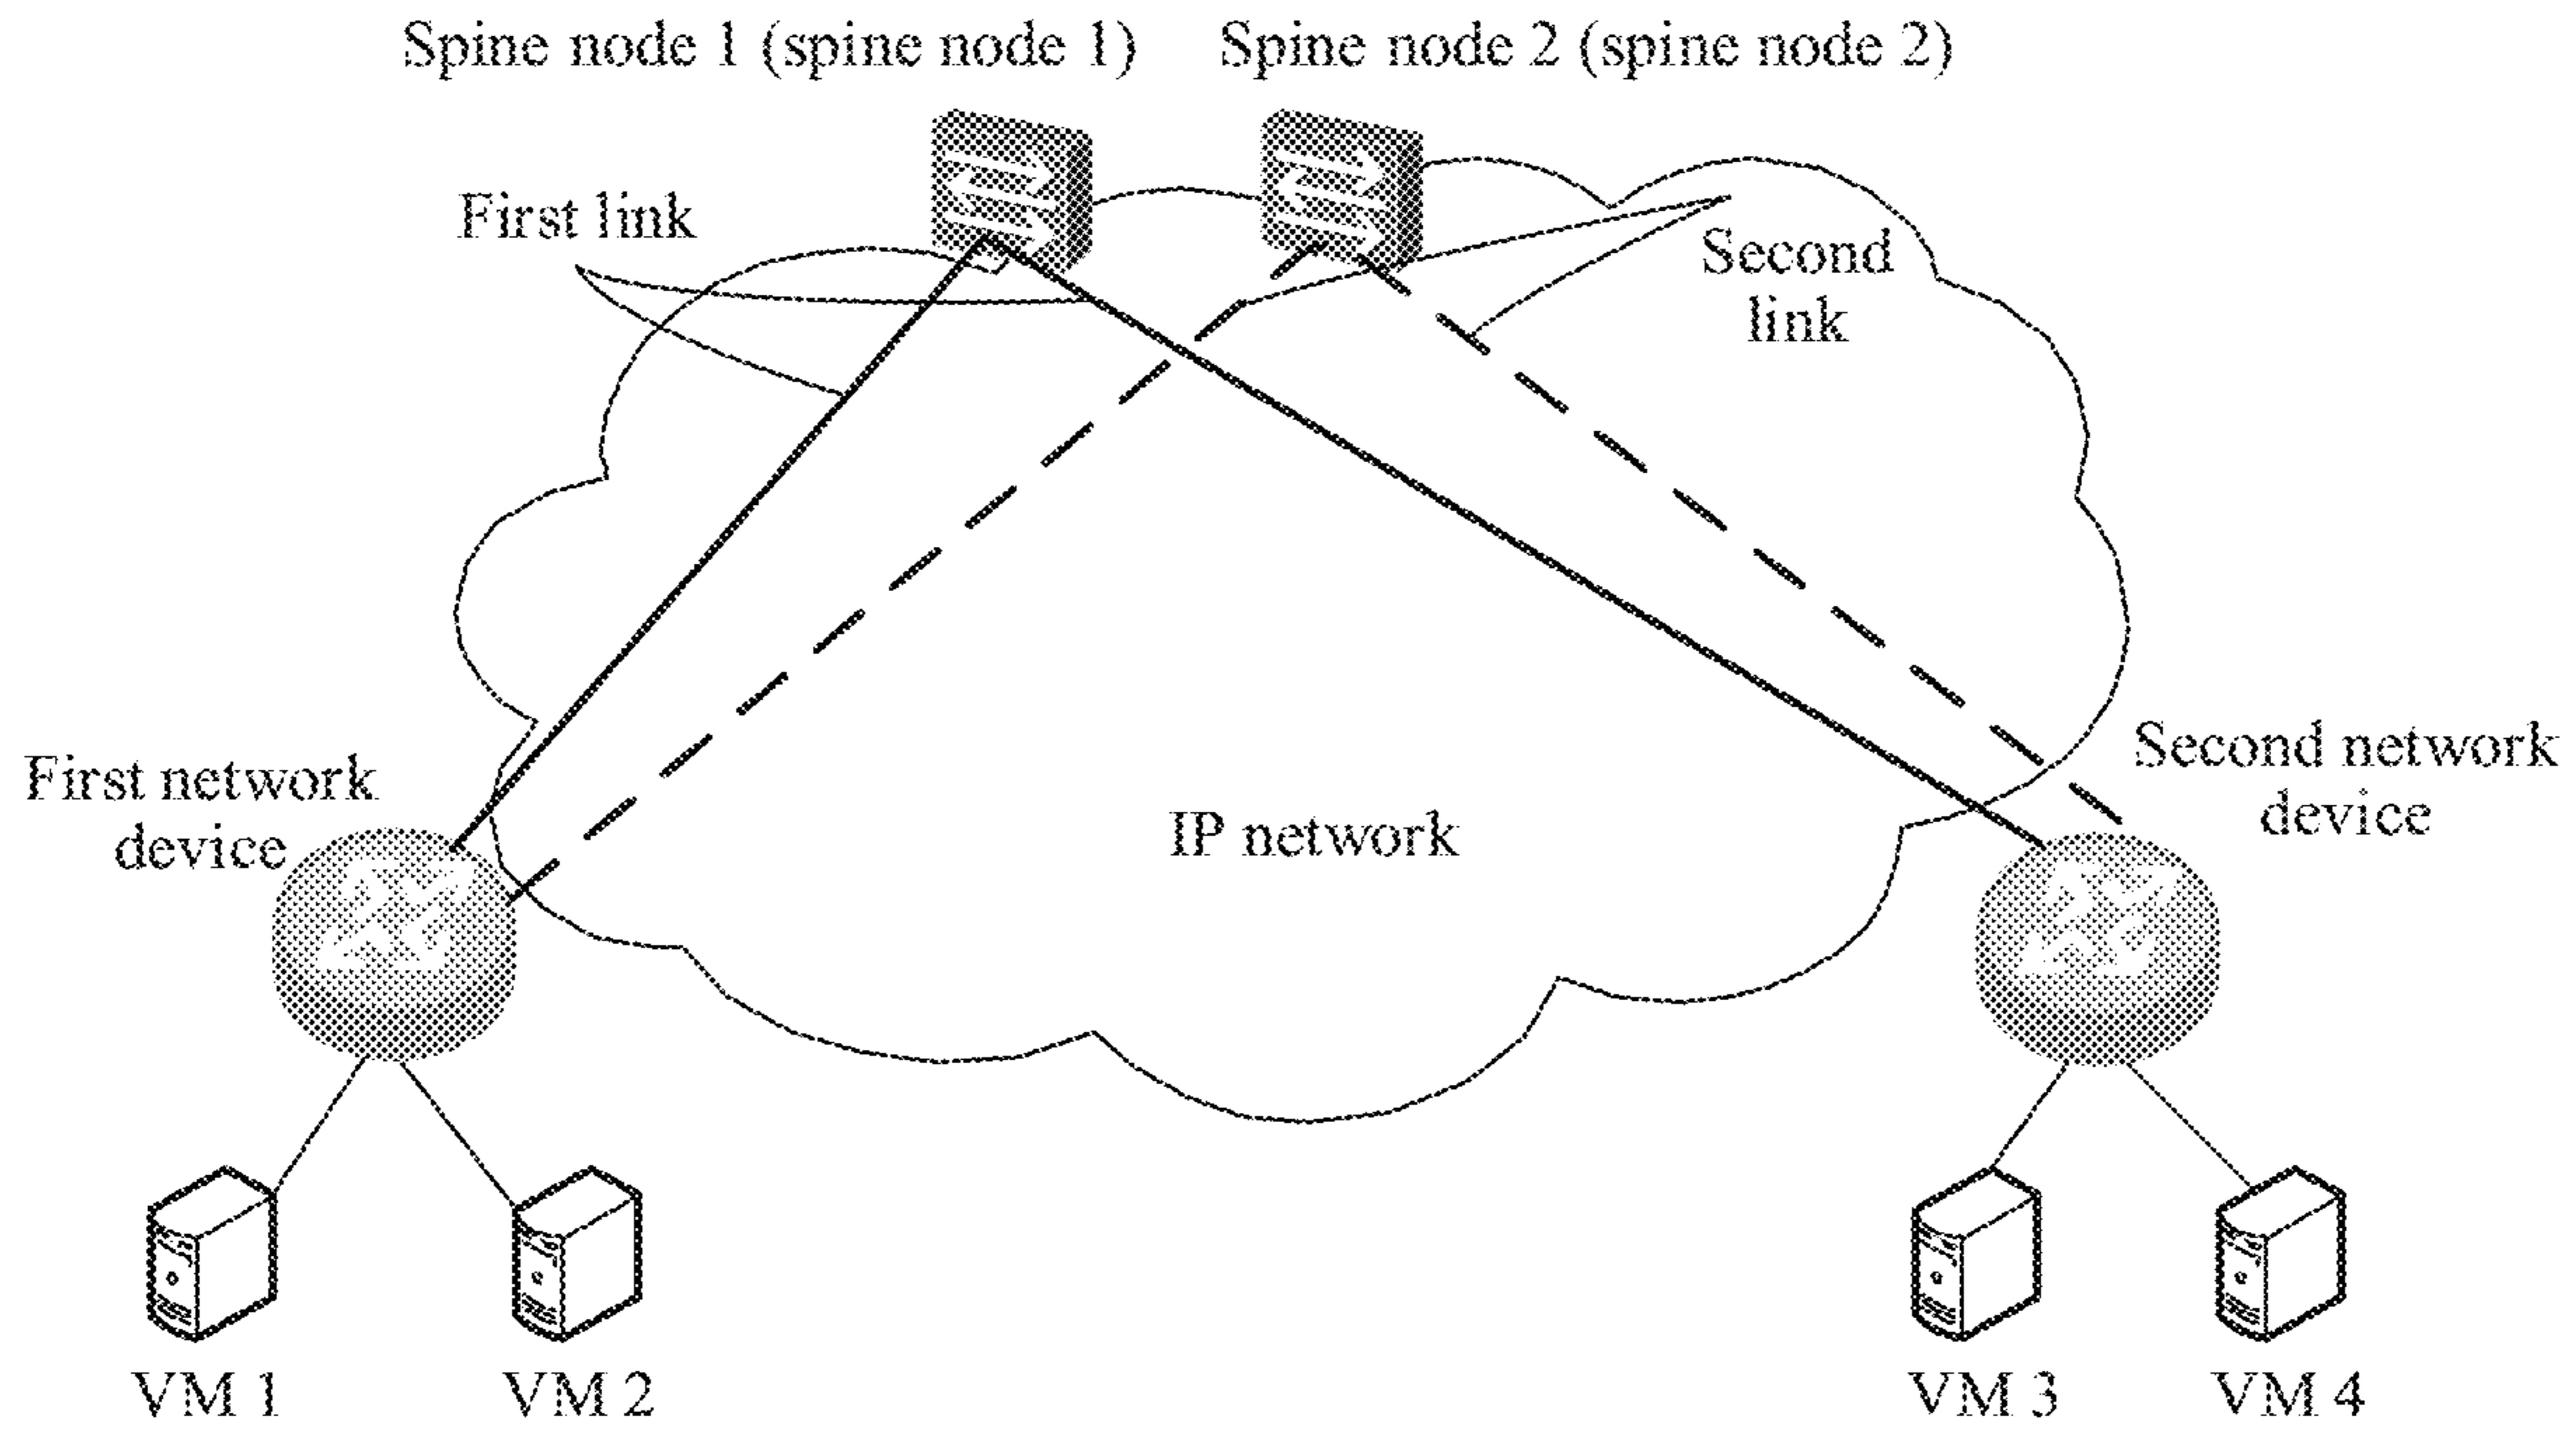 Spine node 1 (spine node 1)
Spine node 2 (spine node 2)
First link
Second
link
First network
device
Second network
device
IP network
VM 1
VM 2
VM 3
VM 4